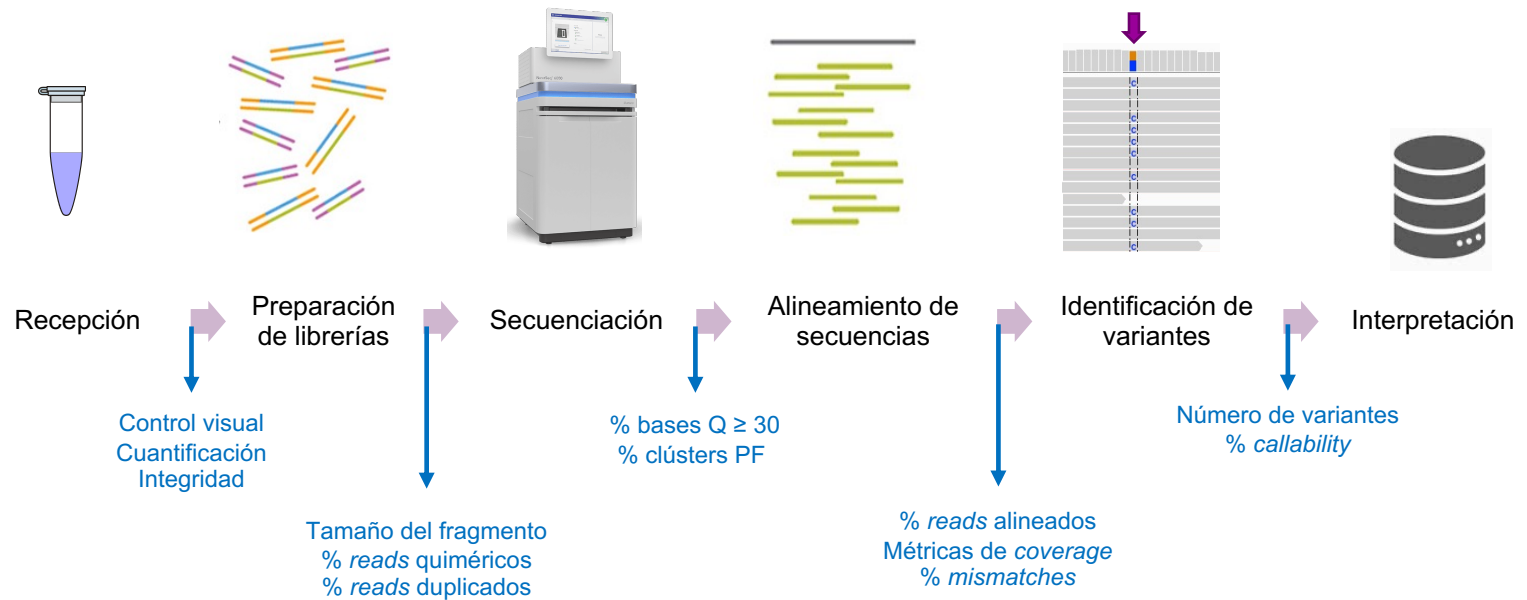 Recepción
Preparación
de librerías
Secuenciación
Alineamiento de
secuencias
Identificación de
variantes
Interpretación
Control visual
Cuantificación
Integridad
Tamaño del fragmento
% reads quiméricos
% reads duplicados
% bases Q ≥ 30
% clústers PF
% reads alineados
Métricas de coverage
% mismatches
Número de variantes
% callability
C
C
C
C
C
C
C
C
C